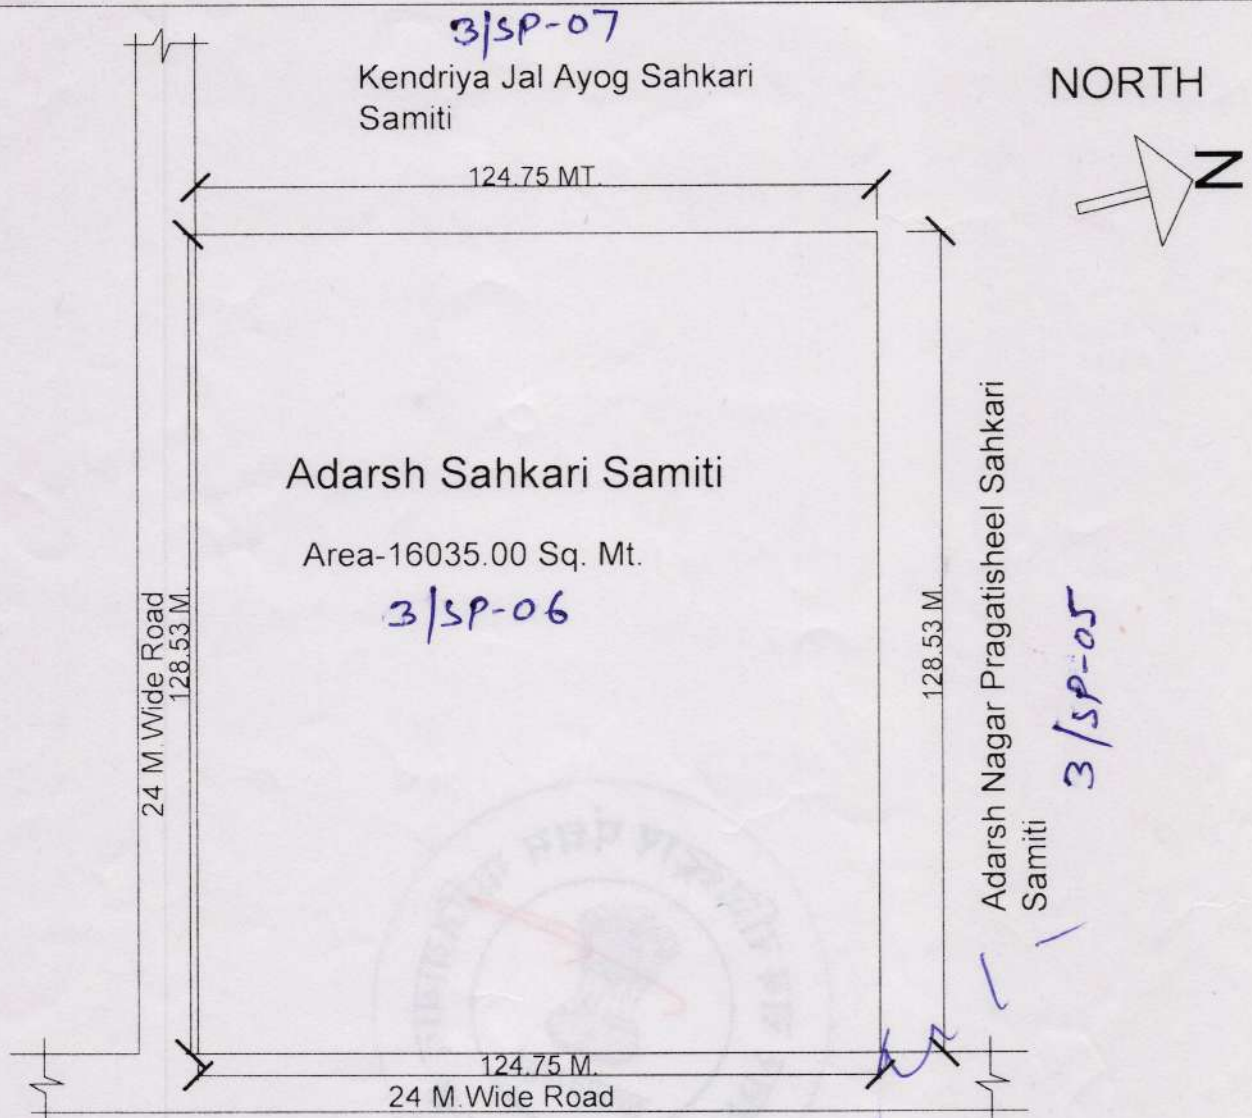 3/SP-07
Kendriya Jal Ayog Sahkari
Samiti
NORTH
N
124.75 MT.
Adarsh Sahkari Samiti
Area-16035.00 Sq. Mt.
3/SP-06
24 M.Wide Road
128.53 M.
128.53 M.
Adarsh Nagar Pragatisheel Sahkari
Samiti
3/SP-05
124.75 M.
24 M.Wide Road